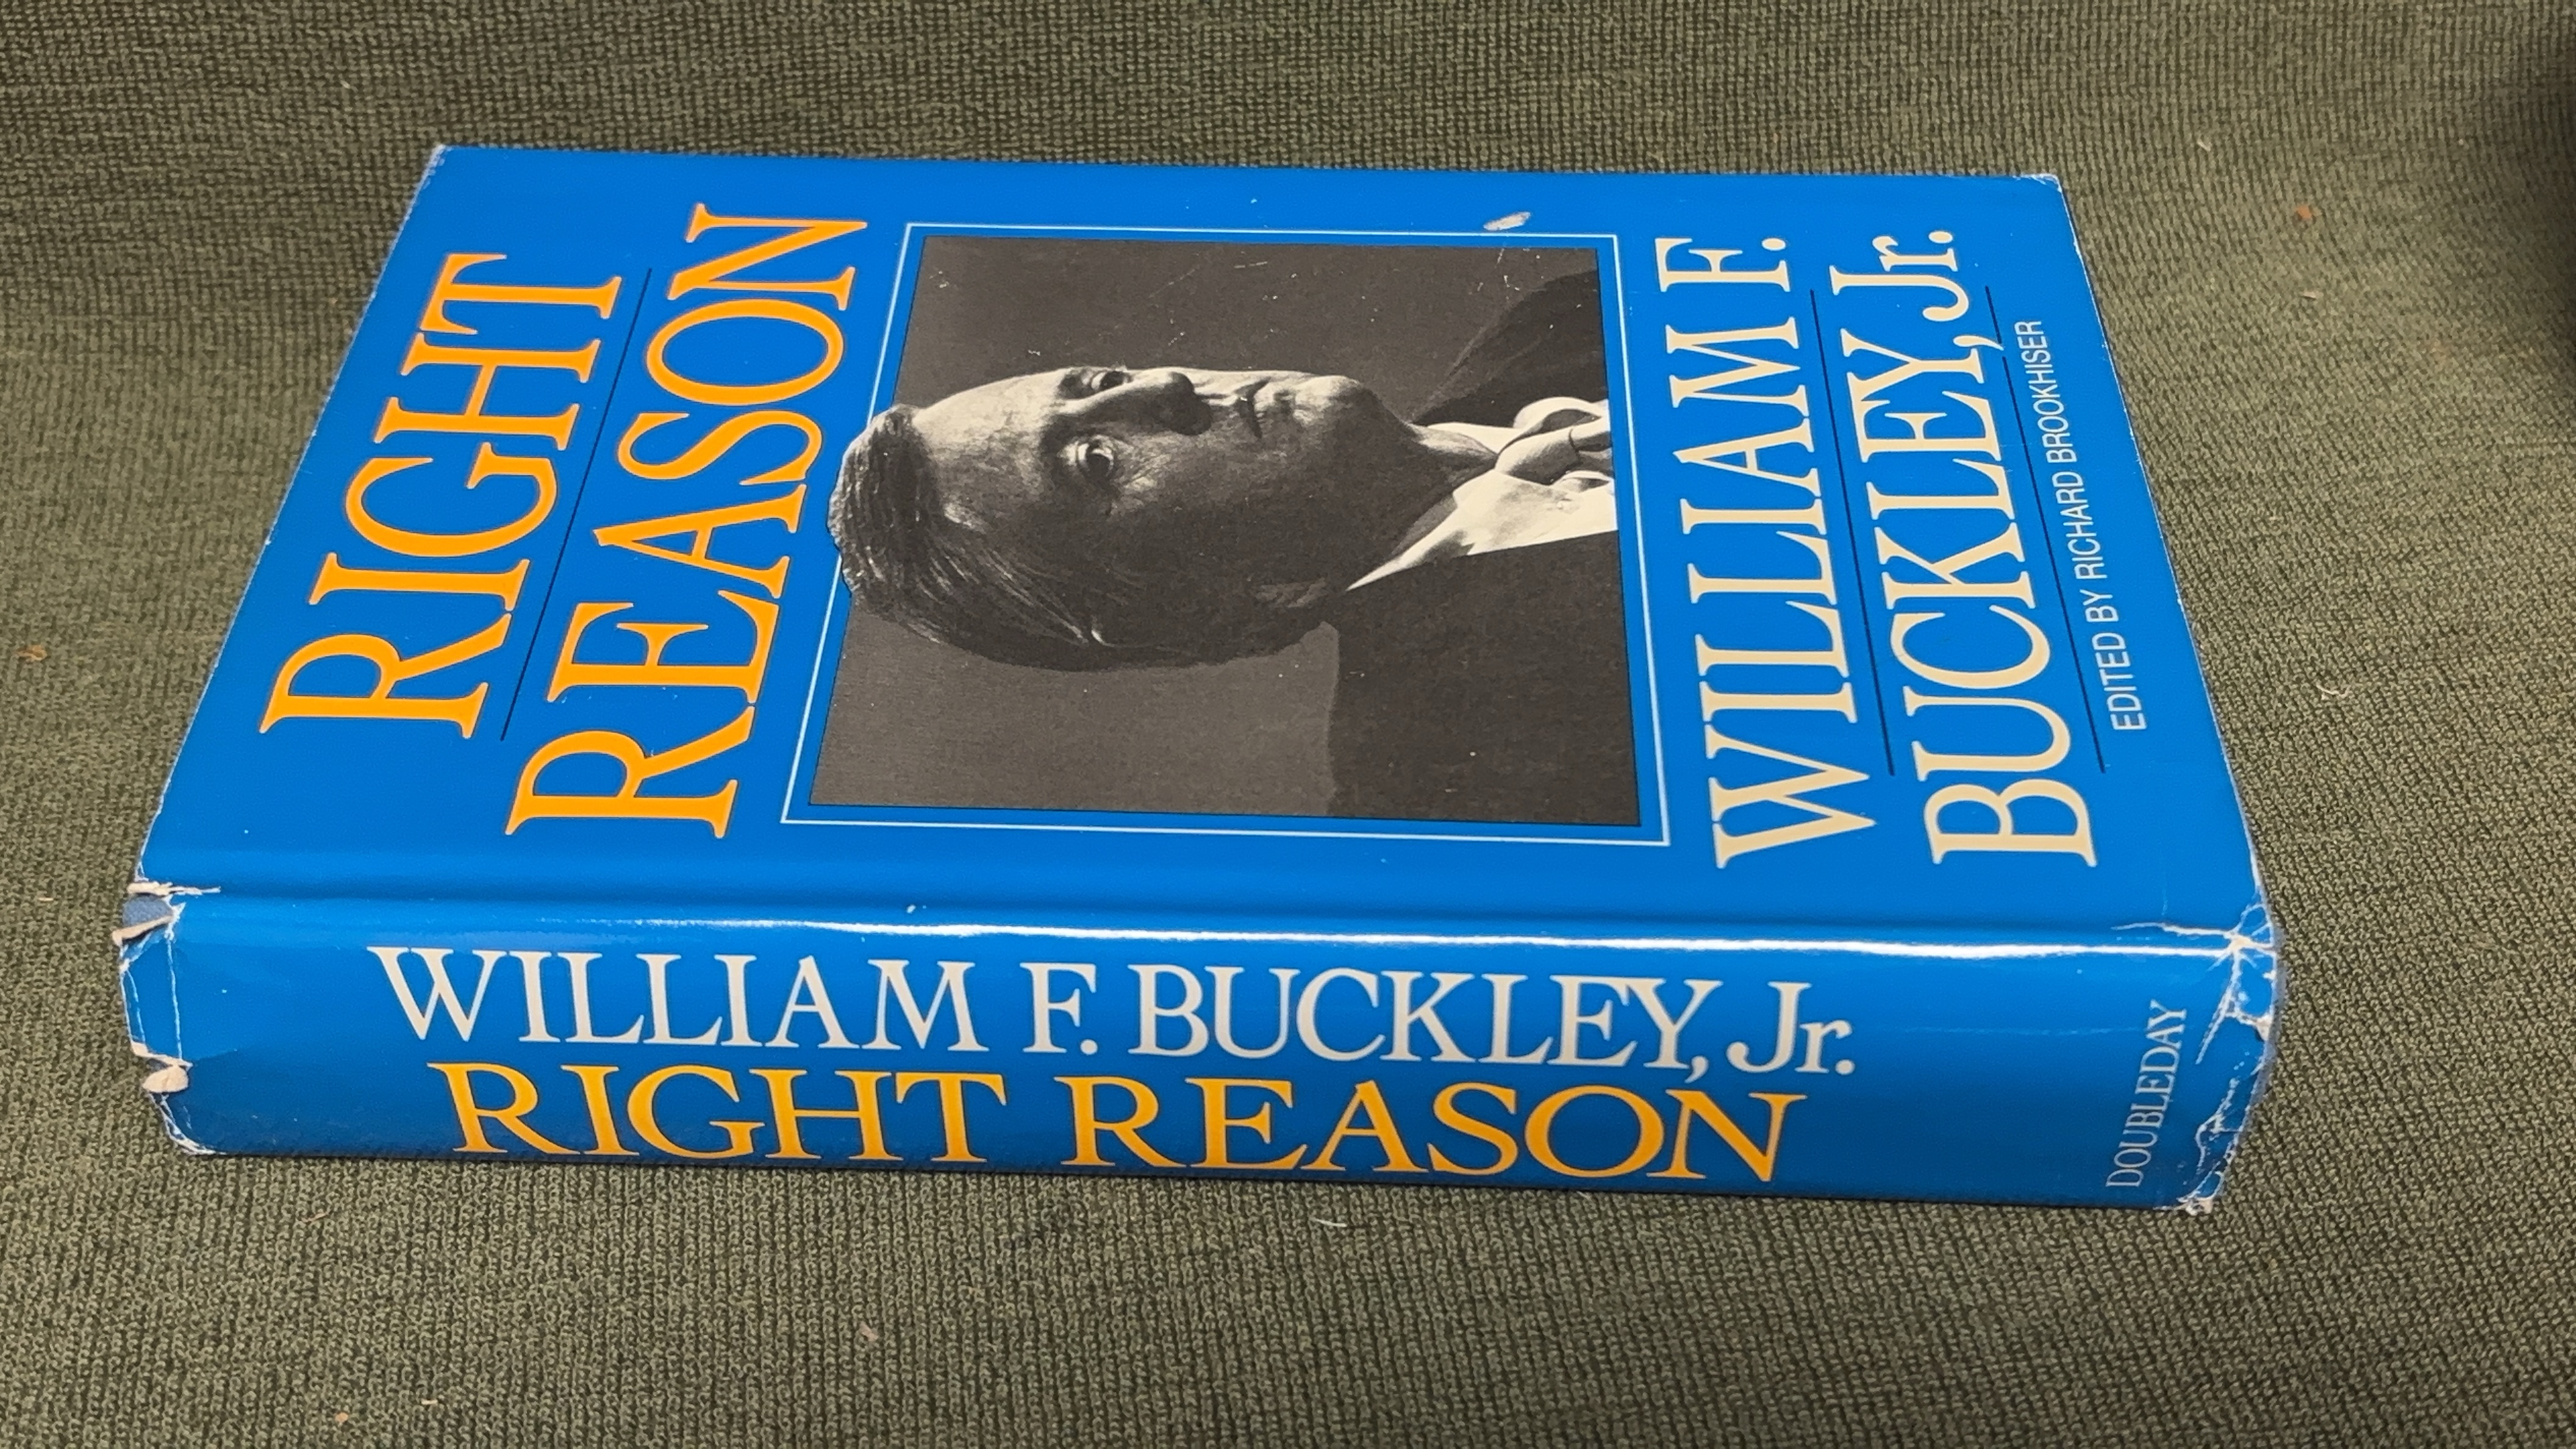 RIGHT
REASON
WILLIAM F.
BUCKLEY, Jr.
EDITED BY RICHARD BROOKHISER
WILLIAM F. BUCKLEY, Jr.
RIGHT REASON
DOUBLEDAY